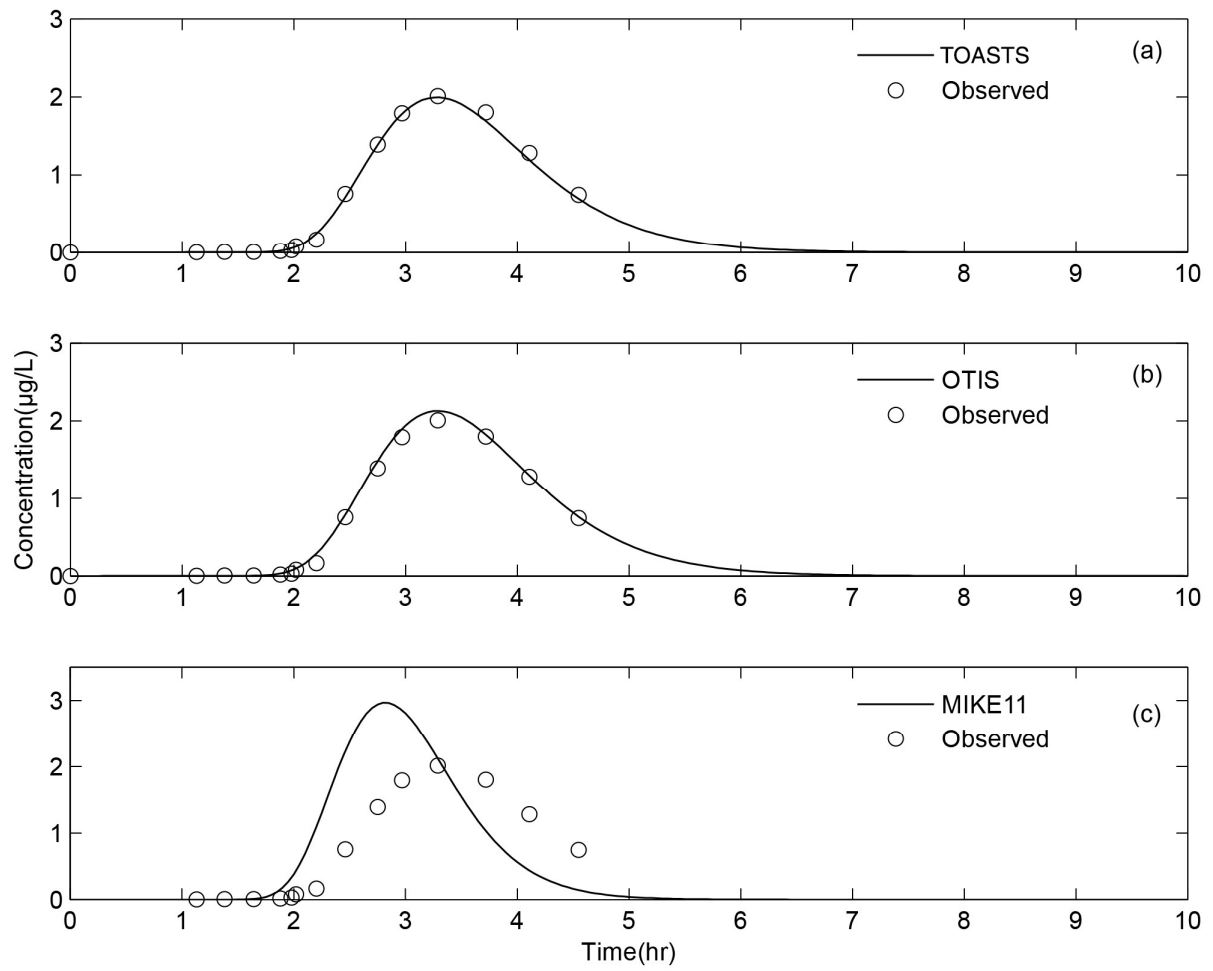 3
2
1
0
TOASTS
Observed
(a)
0 1 2 3 4 5 6 7 8 9 10
Concentration(µg/L)
3
2
1
0
OTIS
Observed
(b)
0 1 2 3 4 5 6 7 8 9 10
3
2
1
0
MIKE11
Observed
(c)
0 1 2 3 4 5 6 7 8 9 10
Time(hr)